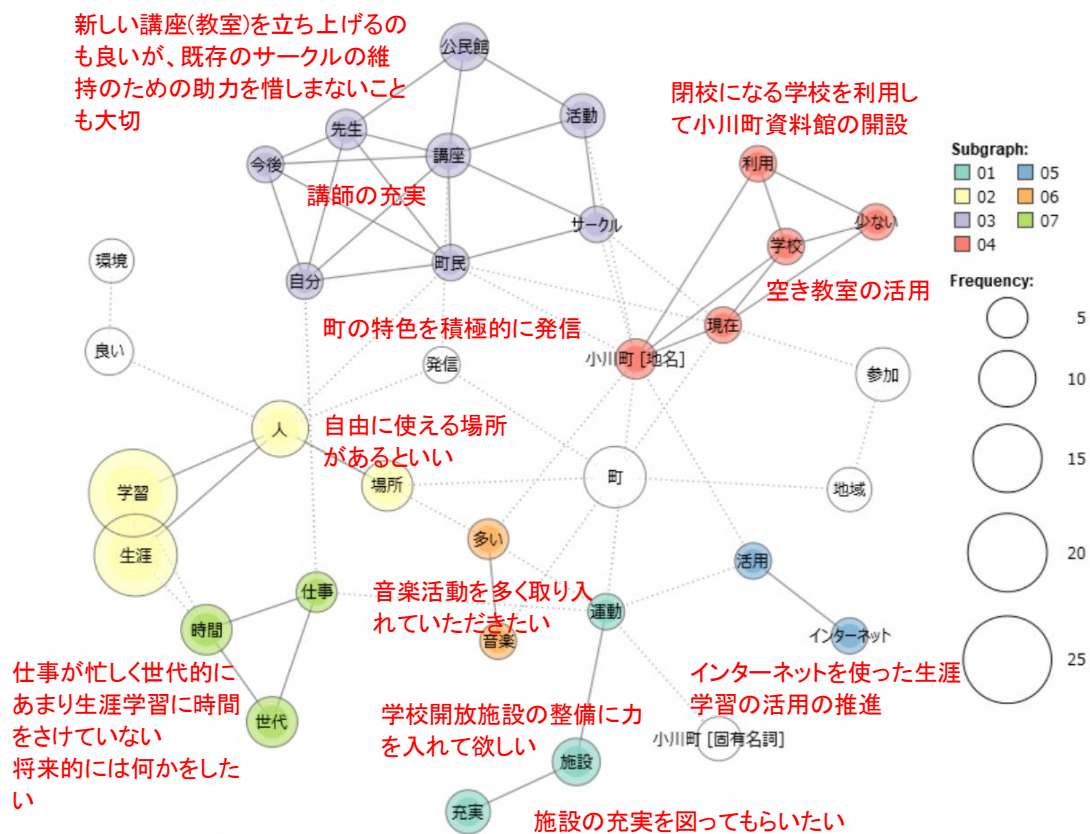 新しい講座(教室)を立ち上げるの
も良いが、既存のサークルの維
持のための助力を惜しまないこと
も大切
公民館
活動
先生
講座
今後
講師の充実
サークル
自分
町民
閉校になる学校を利用し
て小川町資料館の開設
利用
少ない
学校
空き教室の活用
現在
小川町 [地名]
Subgraph:
01
02
03
04
05
06
07
Frequency:
5
10
15
20
25
環境
良い
町の特色を積極的に発信
発信
参加
人
自由に使える場所
があるといい
場所
町
地域
学習
生涯
多い
活用
仕事
音楽活動を多く取り入
れていただきたい
運動
時間
音楽
インターネット
仕事が忙しく世代的に
あまり生涯学習に時間
をさけていない
将来的には何かをした
い
世代
インターネットを使った生涯
学習の活用の推進
学校開放施設の整備に力
を入れて欲しい
小川町 [固有名詞]
施設
充実
施設の充実を図ってもらいたい